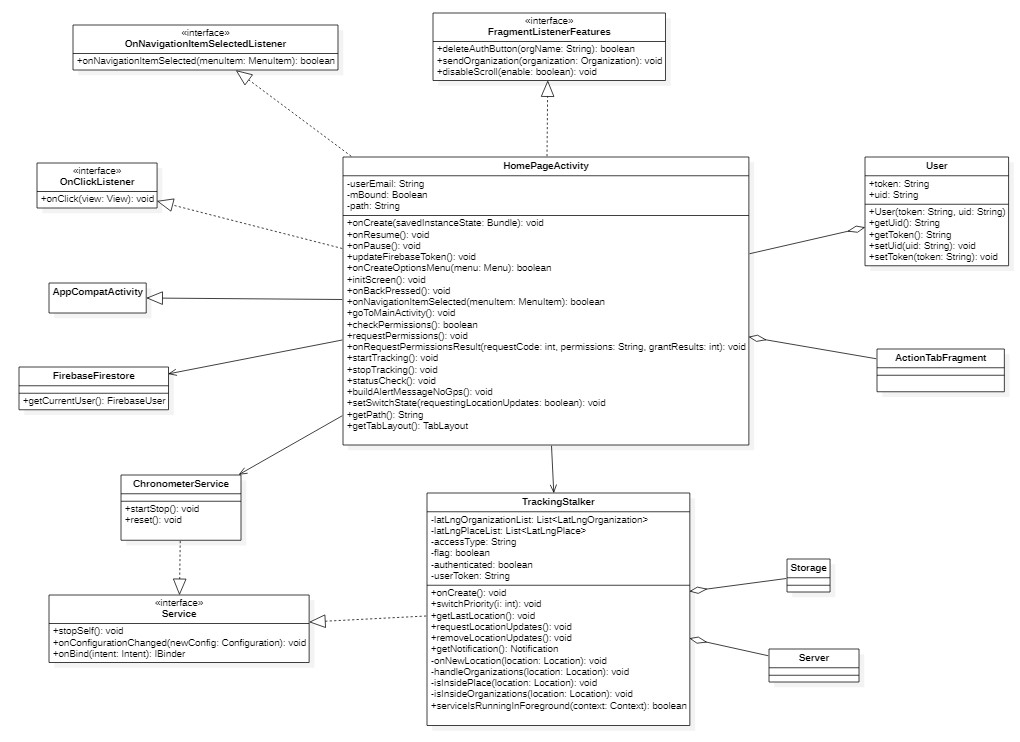 «interface»
OnNavigationItemSelectedListener
+onNavigationItemSelected(menuItem: MenuItem): boolean
«interface»
FragmentListenerFeatures
+deleteAuthButton(orgName: String): boolean
+sendOrganization(organization: Organization): void
+disableScroll(enable: boolean): void
«interface»
OnClickListener
+onClick(view: View): void
HomePageActivity
-userEmail: String
-mBound: Boolean
-path: String
+onCreate(savedInstanceState: Bundle): void
+onResume(): void
+onPause(): void
+updateFirebaseToken(): void
+onCreateOptionsMenu(menu: Menu): boolean
+initScreen(): void
+onBackPressed(): void
+onNavigationItemSelected(menuItem: MenuItem): boolean
+goToMainActivity(): void
+checkPermissions(): boolean
+requestPermissions(): void
+onRequestPermissionsResult(requestCode: int, permissions: String, grantResults: int): void
+startTracking(): void
+stopTracking(): void
+statusCheck(): void
+buildAlertMessageNoGps(): void
+setSwitchState(requestingLocationUpdates: boolean): void
+getPath(): String
+getTabLayout(): TabLayout
User
+token: String
+uid: String
+User(token: String, uid: String)
+getUid(): String
+getToken(): String
+setUid(uid: String): void
+setToken(token: String): void
AppCompatActivity
FirebaseFirestore
+getCurrentUser(): FirebaseUser
ActionTabFragment
ChronometerService
+startStop(): void
+reset(): void
«interface»
Service
+stopSelf(): void
+onConfigurationChanged(newConfig: Configuration): void
+onBind(intent: Intent): IBinder
TrackingStalker
-latLngOrganizationList: List<LatLngOrganization>
-latLngPlaceList: List<LatLngPlace>
-accessType: String
-flag: boolean
-authenticated: boolean
-userToken: String
+onCreate(): void
+switchPriority(i: int): void
+getLastLocation(): void
+requestLocationUpdates(): void
+removeLocationUpdates(): void
+getNotification(): Notification
-onNewLocation(location: Location): void
-handleOrganizations(location: Location): void
-isInsidePlace(location: Location): void
-isInsideOrganizations(location: Location): void
+serviceIsRunningInForeground(context: Context): boolean
Storage
Server